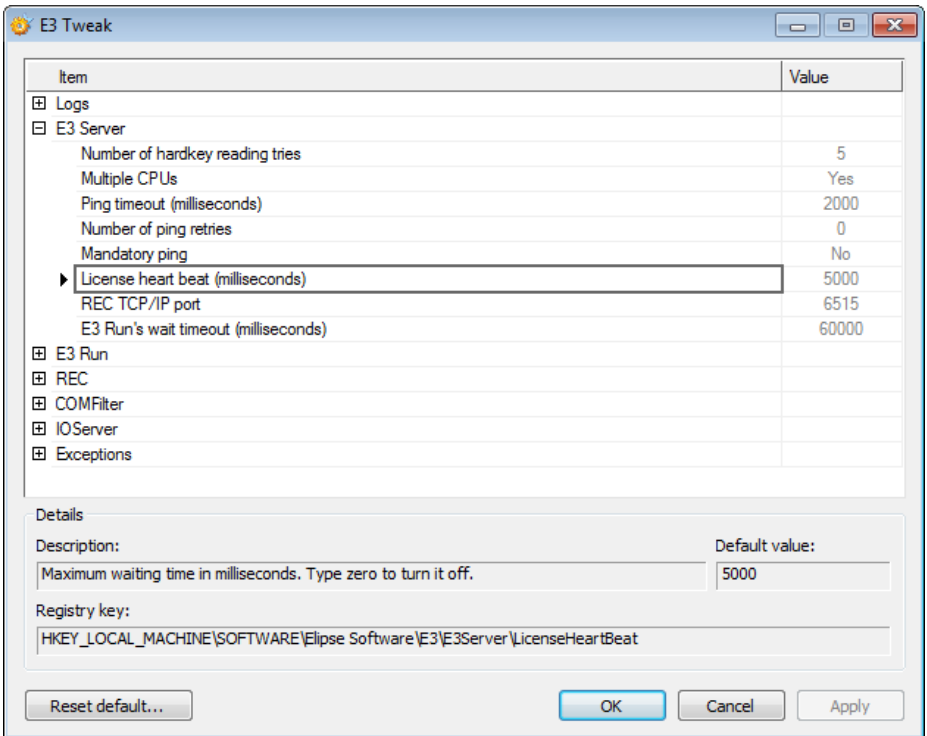 E3 Tweak
Item Value
Logs
E3 Server
Number of hardkey reading tries 5
Multiple CPUs Yes
Ping timeout (milliseconds) 2000
Number of ping retries 0
Mandatory ping No
License heart beat (milliseconds) 5000
REC TCP/IP port 6515
E3 Run's wait timeout (milliseconds) 60000
E3 Run
REC
COMFilter
IOServer
Exceptions
Details
Description: Default value:
Maximum waiting time in milliseconds. Type zero to turn it off. 5000
Registry key:
HKEY_LOCAL_MACHINE\SOFTWARE\Elipse Software\E3\E3Server\LicenseHeartBeat
Reset default... OK Cancel Apply